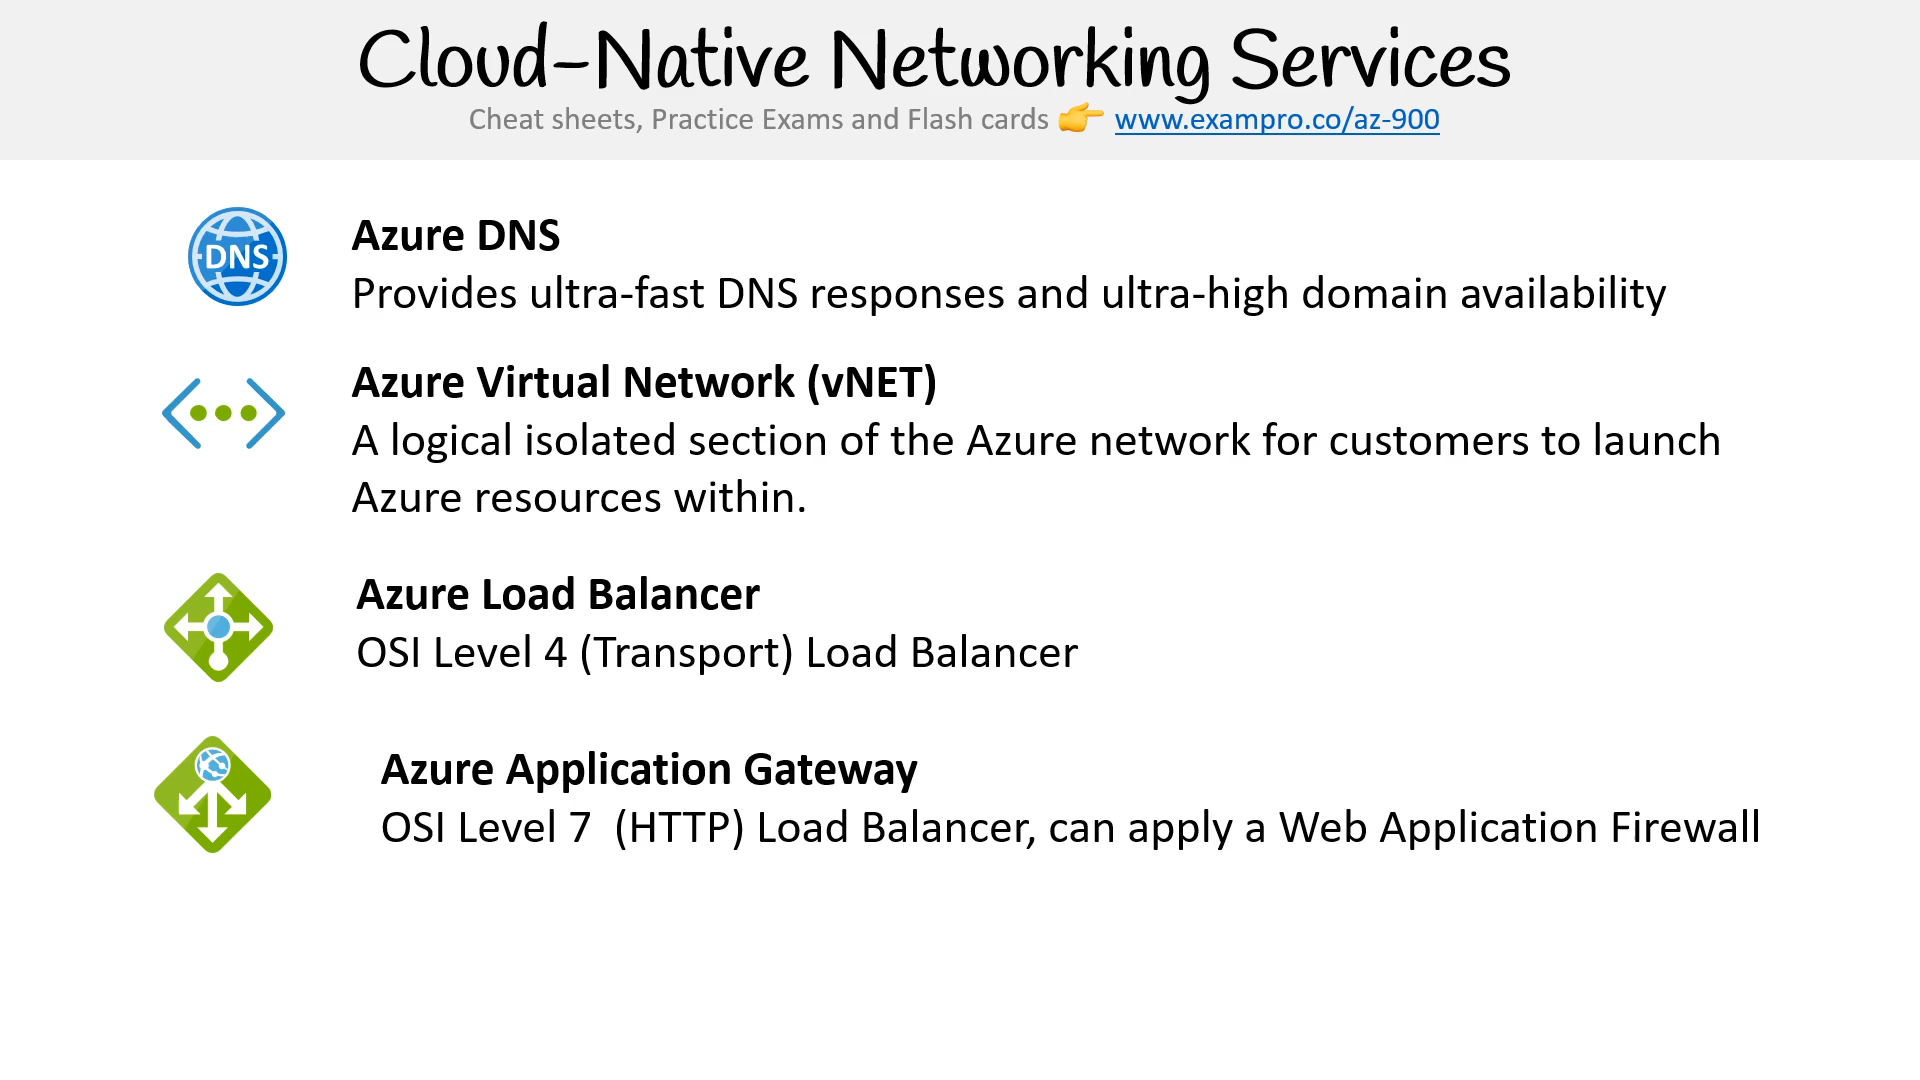 Cloud-Native Networking Services
Cheat sheets, Practice Exams and Flash cards 👉 www.exampro.co/az-900
DNS
Azure DNS
Provides ultra-fast DNS responses and ultra-high domain availability
Azure Virtual Network (vNET)
A logical isolated section of the Azure network for customers to launch
Azure resources within.
Azure Load Balancer
OSI Level 4 (Transport) Load Balancer
Azure Application Gateway
OSI Level 7  (HTTP) Load Balancer, can apply a Web Application Firewall